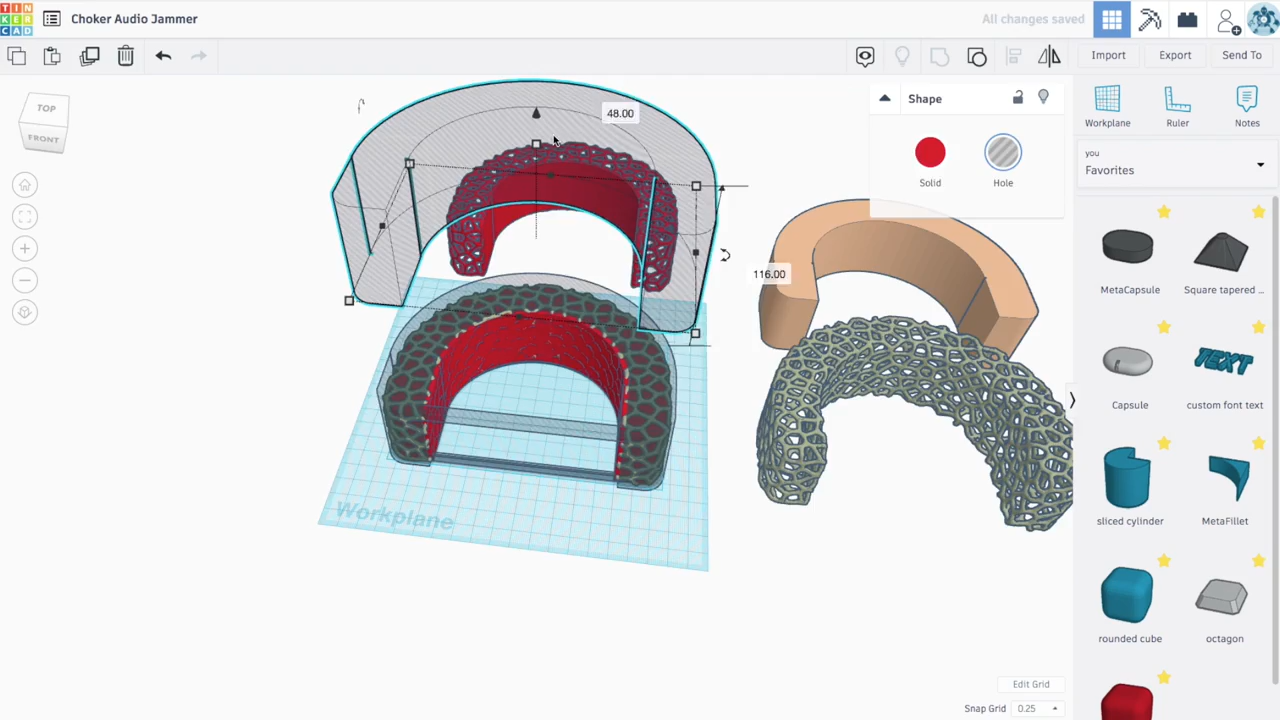 TIN
KER
CAD
Choker Audio Jammer
All changes saved
Import
Export
Send To
TOP
FRONT
48.00
116.00
Shape
Solid
Hole
Workplane
Ruler
Notes
you
Favorites
MetaCapsule
Square tapered ...
Capsule
custom font text
TEXT
sliced cylinder
MetaFillet
rounded cube
octagon
Workplane
Edit Grid
Snap Grid
0.25